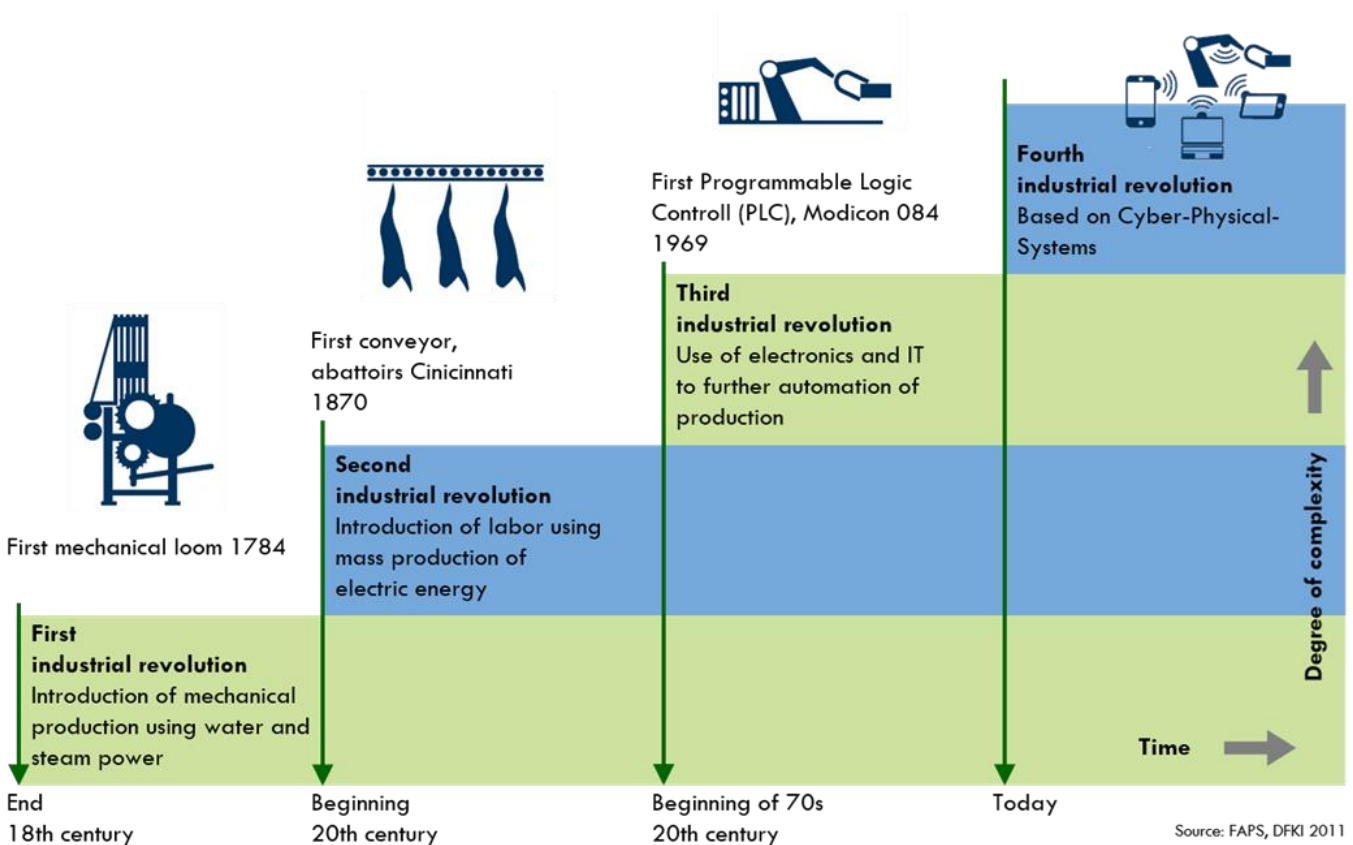 First mechanical loom 1784
First
industrial revolution
Introduction of mechanical
production using water and
steam power
End
18th century
First conveyor,
abattoirs Cinicinnati
1870
Second
industrial revolution
Introduction of labor using
mass production of
electric energy
Beginning
20th century
First Programmable Logic
Controll (PLC), Modicon 084
1969
Third
industrial revolution
Use of electronics and IT
to further automation of
production
Beginning of 70s
20th century
Fourth
industrial revolution
Based on Cyber-Physical-
Systems
Today
Degree of complexity
Time
Source: FAPS, DFKI 2011